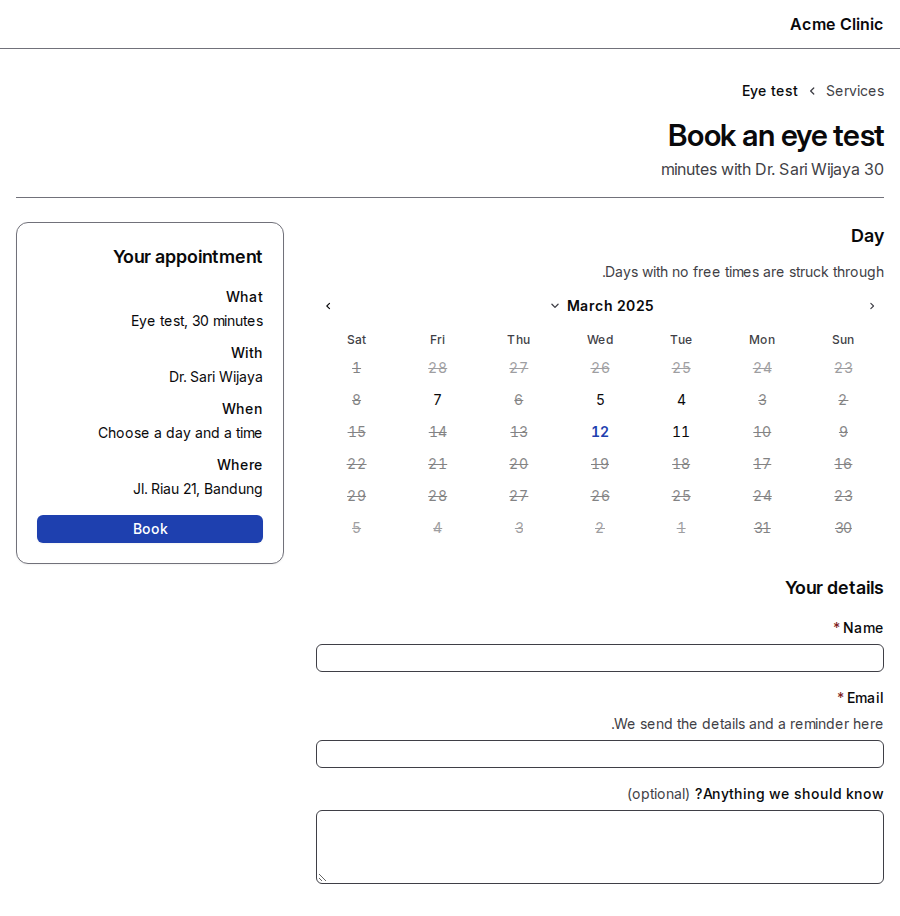 Acme Clinic
Eye test ‹ Services
Book an eye test
minutes with Dr. Sari Wijaya 30
Day
.Days with no free times are struck through
March 2025
Sat Fri Thu Wed Tue Mon Sun
1 28 27 26 25 24 23
8 7 6 5 4 3 2
15 14 13 12 11 10 9
22 21 20 19 18 17 16
29 28 27 26 25 24 23
5 4 3 2 1 31 30
Your details
* Name
* Email
.We send the details and a reminder here
(optional) ?Anything we should know
Your appointment
What
Eye test, 30 minutes
With
Dr. Sari Wijaya
When
Choose a day and a time
Where
Jl. Riau 21, Bandung
Book